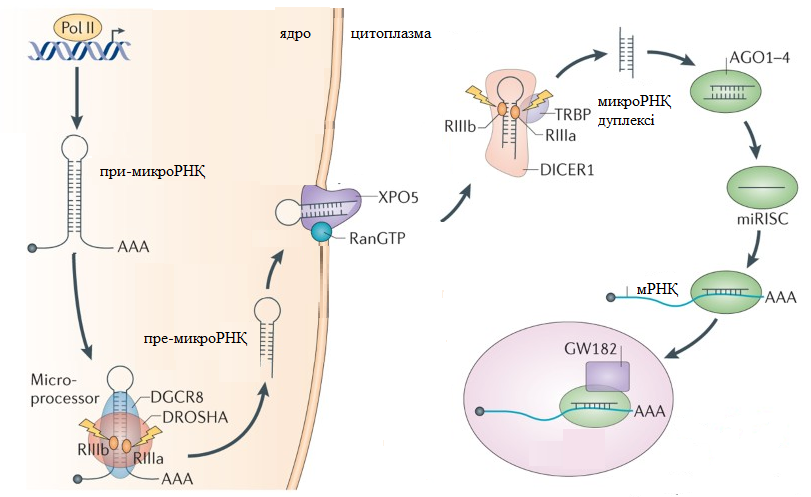 Pol II
ядро
цитоплазма
при-микроРНҚ
AAA
пре-микроРНҚ
Micro-
processor
DGCR8
DROSHA
RIIIb
RIIIa
AAA
XPO5
RanGTP
RIIIb
TRBP
RIIIa
DICER1
микроРНҚ
дуплексі
AGO1–4
miRISC
мРНҚ
AAA
GW182
AAA